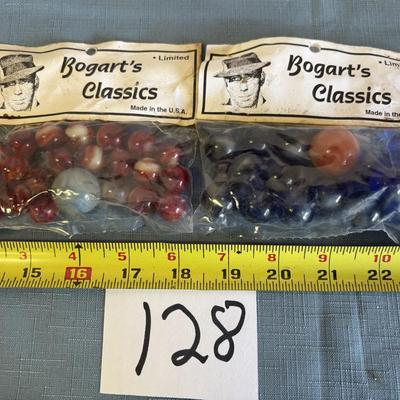 • Limited
Bogart's
Classics
Made in the U.S.A.
Bogart's
Classics
Made in the
3 4 5 6 7 8 9 10
15 16 17 18 19 20 21 22
128